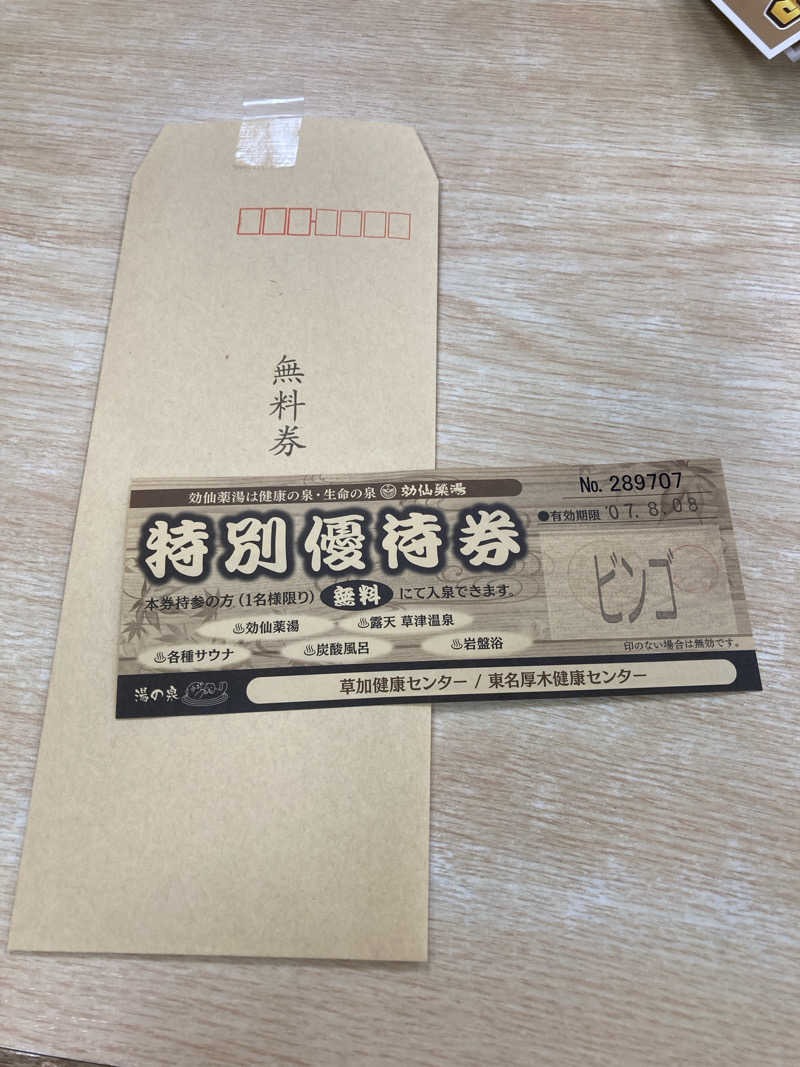 無料券
効仙薬湯は健康の泉・生命の泉 効仙薬湯
No. 289707
特別優待券
●有効期限 '07.8.08
本券持参の方(1名様限り) 無料 にて入泉できます。
ビンゴ
♨効仙薬湯 ♨露天 草津温泉
♨各種サウナ ♨炭酸風呂 ♨岩盤浴
印のない場合は無効です。
湯の泉 草加健康センター / 東名厚木健康センター